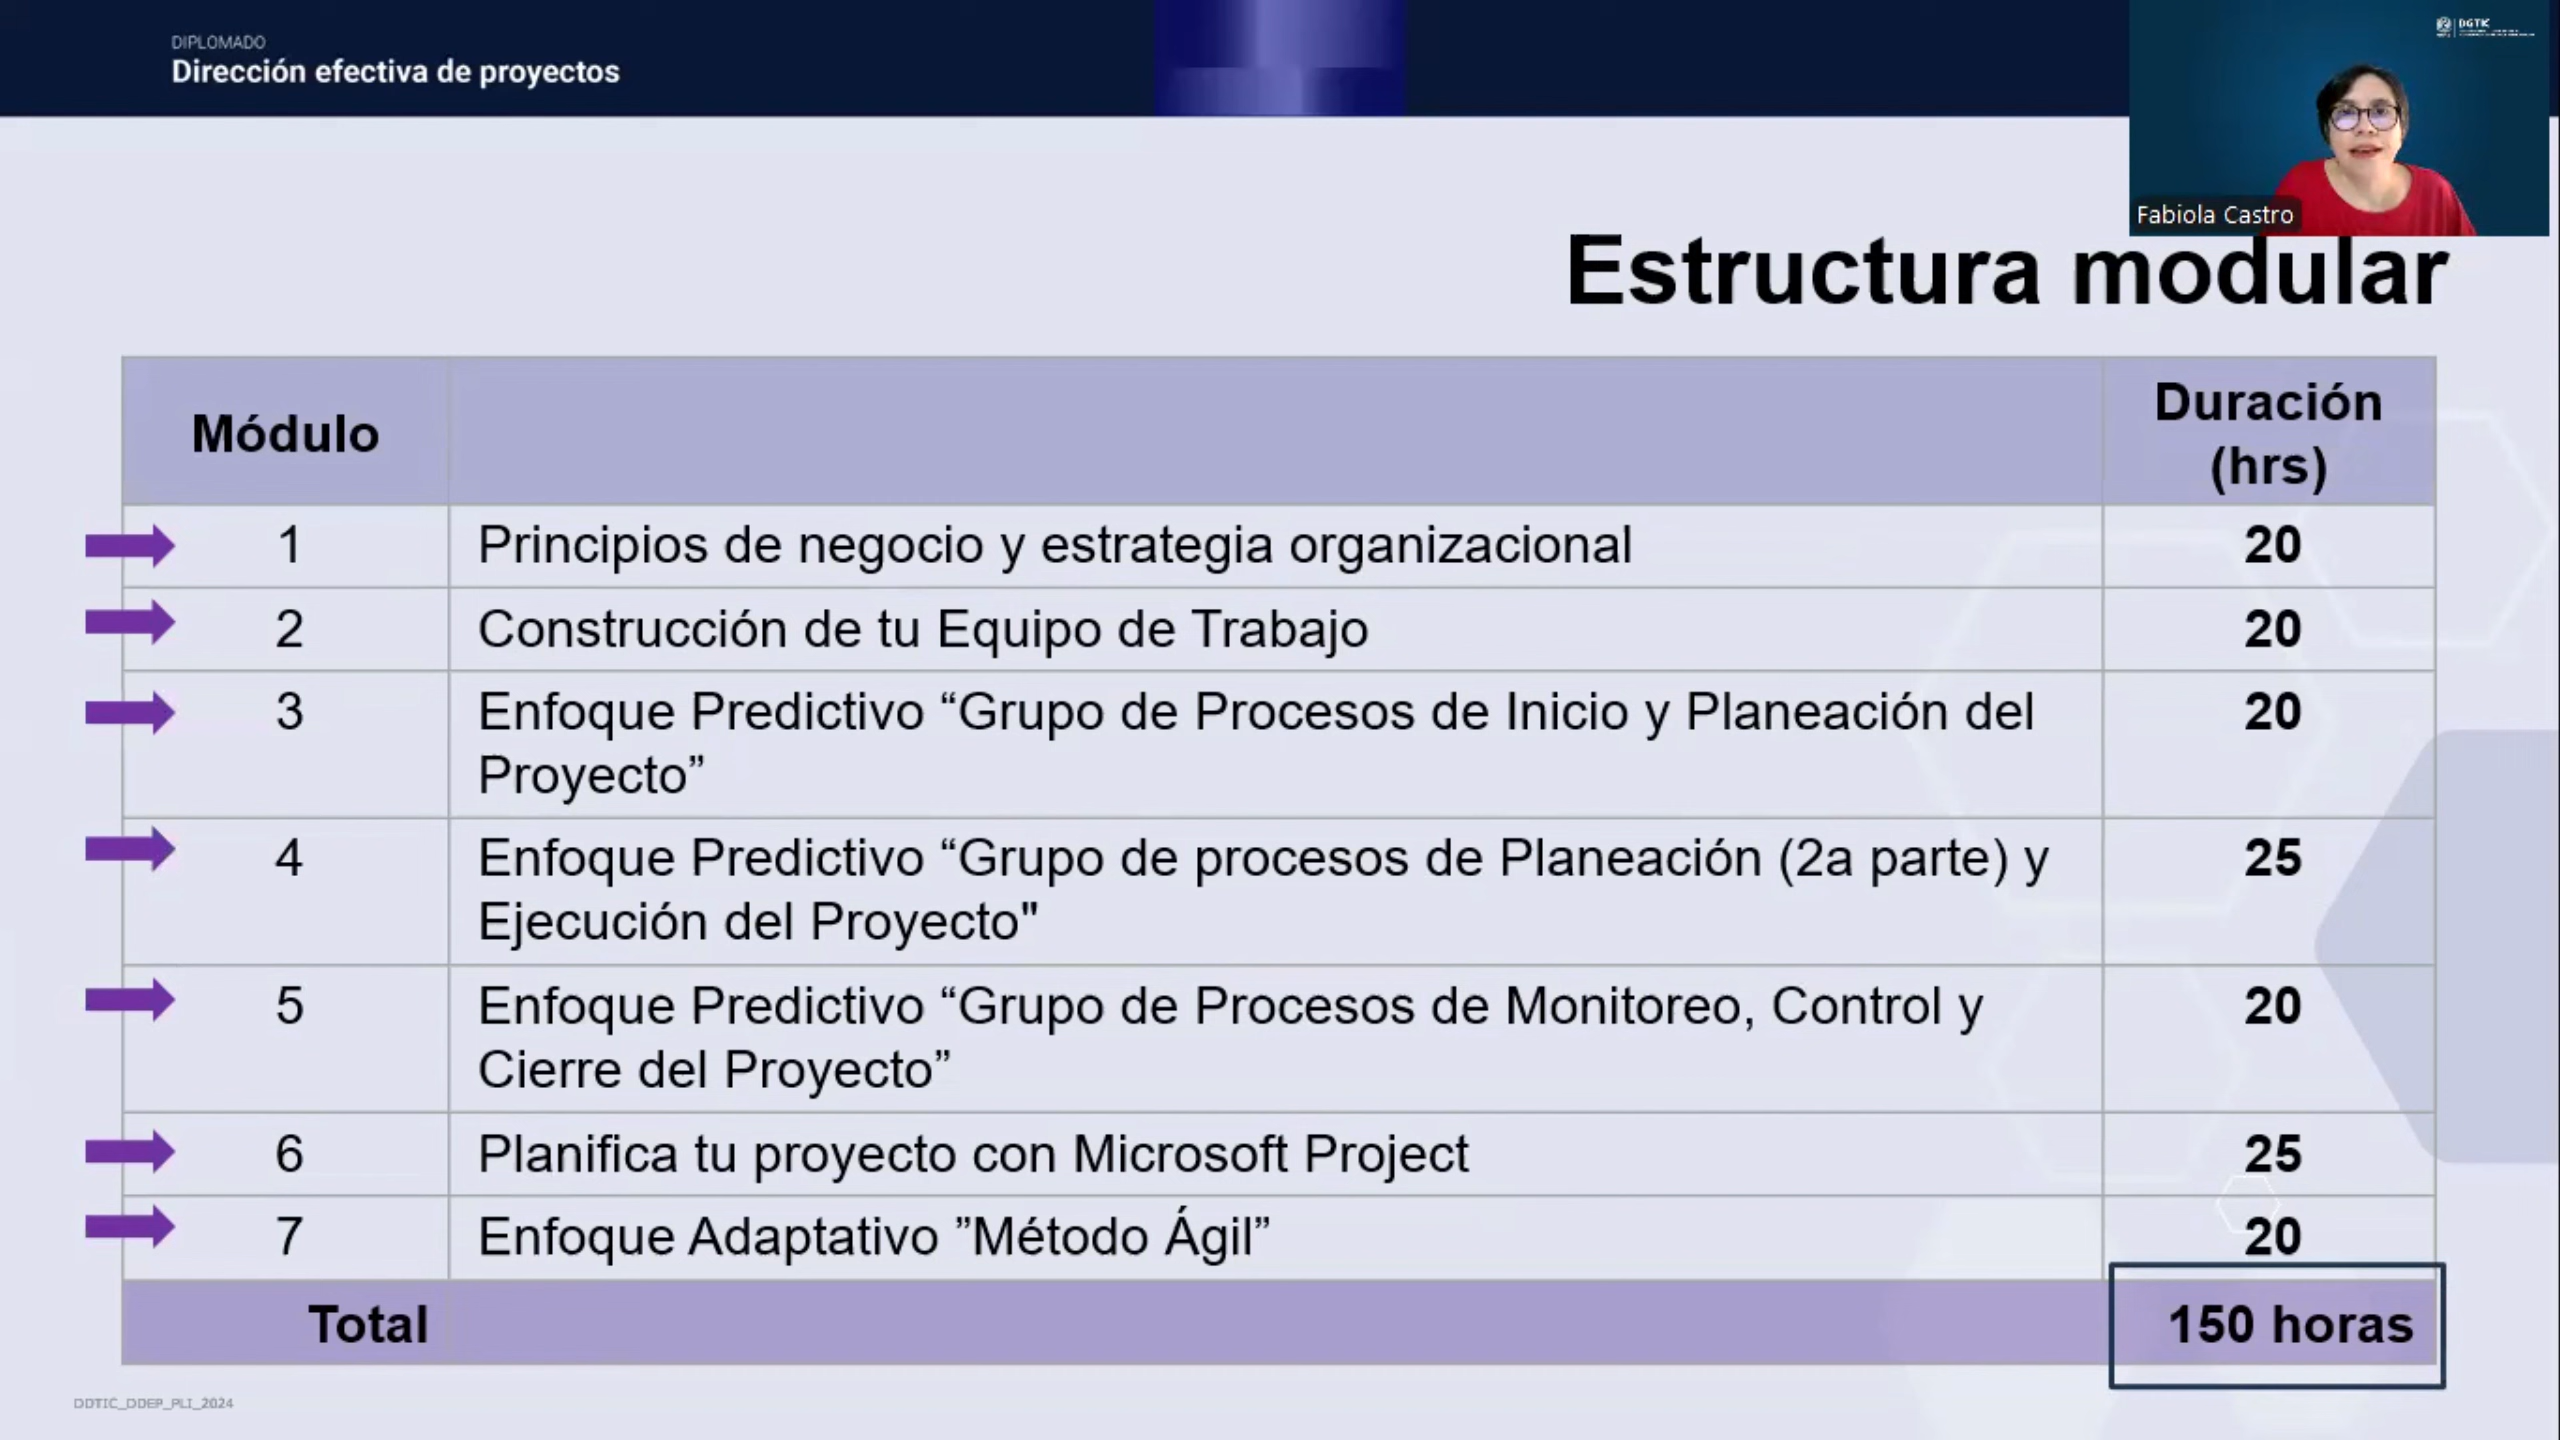 DIPLOMADO
Dirección efectiva de proyectos
DGTIC
Fabiola Castro
Estructura modular
Módulo
Duración
(hrs)
1 Principios de negocio y estrategia organizacional 20
2 Construcción de tu Equipo de Trabajo 20
3 Enfoque Predictivo “Grupo de Procesos de Inicio y Planeación del 20
Proyecto”
4 Enfoque Predictivo “Grupo de procesos de Planeación (2a parte) y 25
Ejecución del Proyecto"
5 Enfoque Predictivo “Grupo de Procesos de Monitoreo, Control y 20
Cierre del Proyecto”
6 Planifica tu proyecto con Microsoft Project 25
7 Enfoque Adaptativo ”Método Ágil” 20
Total 150 horas
DDTIC_DDEP_PLI_2024